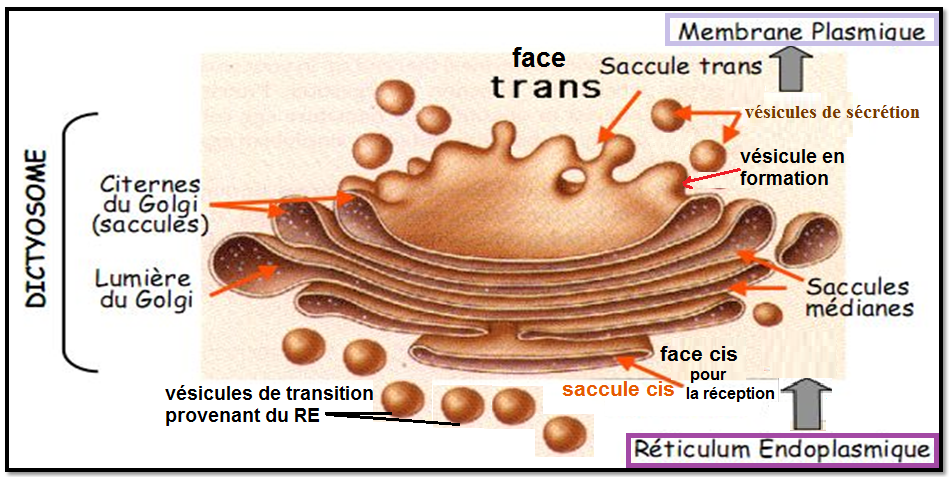 Membrane Plasmique
face
trans
Saccule trans
vésicules de sécrétion
vésicule en
formation
DICTYOSOME
Citernes
du Golgi
(saccules)
Lumière
du Golgi
Saccules
médianes
face cis
pour
la réception
saccule cis
vésicules de transition
provenant du RE
Réticulum Endoplasmique